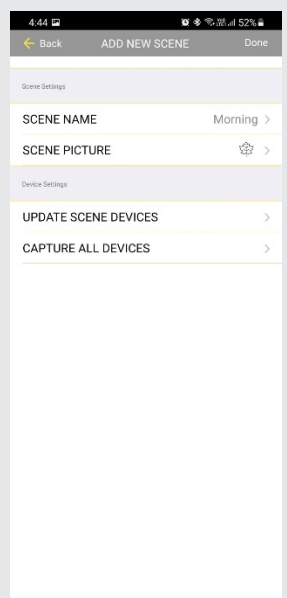 4:44 52%
Back ADD NEW SCENE Done
Scene Settings
SCENE NAME Morning
SCENE PICTURE
Device Settings
UPDATE SCENE DEVICES
CAPTURE ALL DEVICES